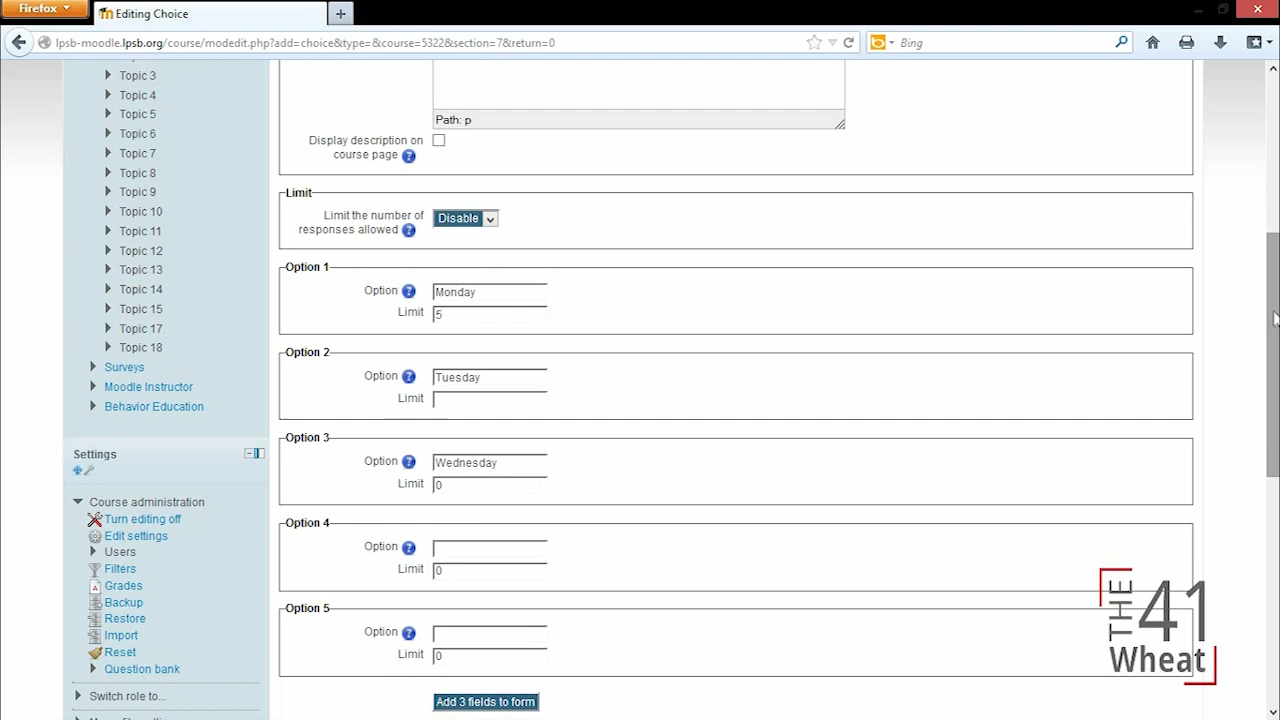 Firefox
Editing Choice
lpsb-moodle.lpsb.org/course/modedit.php?add=choice&type=&course=5322&section=7&return=0
Bing
Topic 3
Topic 4
Topic 5
Topic 6
Topic 7
Topic 8
Topic 9
Topic 10
Topic 11
Topic 12
Topic 13
Topic 14
Topic 15
Topic 17
Topic 18
Surveys
Moodle Instructor
Behavior Education
Settings
Course administration
Turn editing off
Edit settings
Users
Filters
Grades
Backup
Restore
Import
Reset
Question bank
Switch role to...
Path: p
Display description on
course page
Limit
Limit the number of
responses allowed
Disable
Option 1
Option Monday
Limit 5
Option 2
Option Tuesday
Limit
Option 3
Option Wednesday
Limit 0
Option 4
Option
Limit 0
Option 5
Option
Limit 0
Add 3 fields to form
THE 41
Wheat